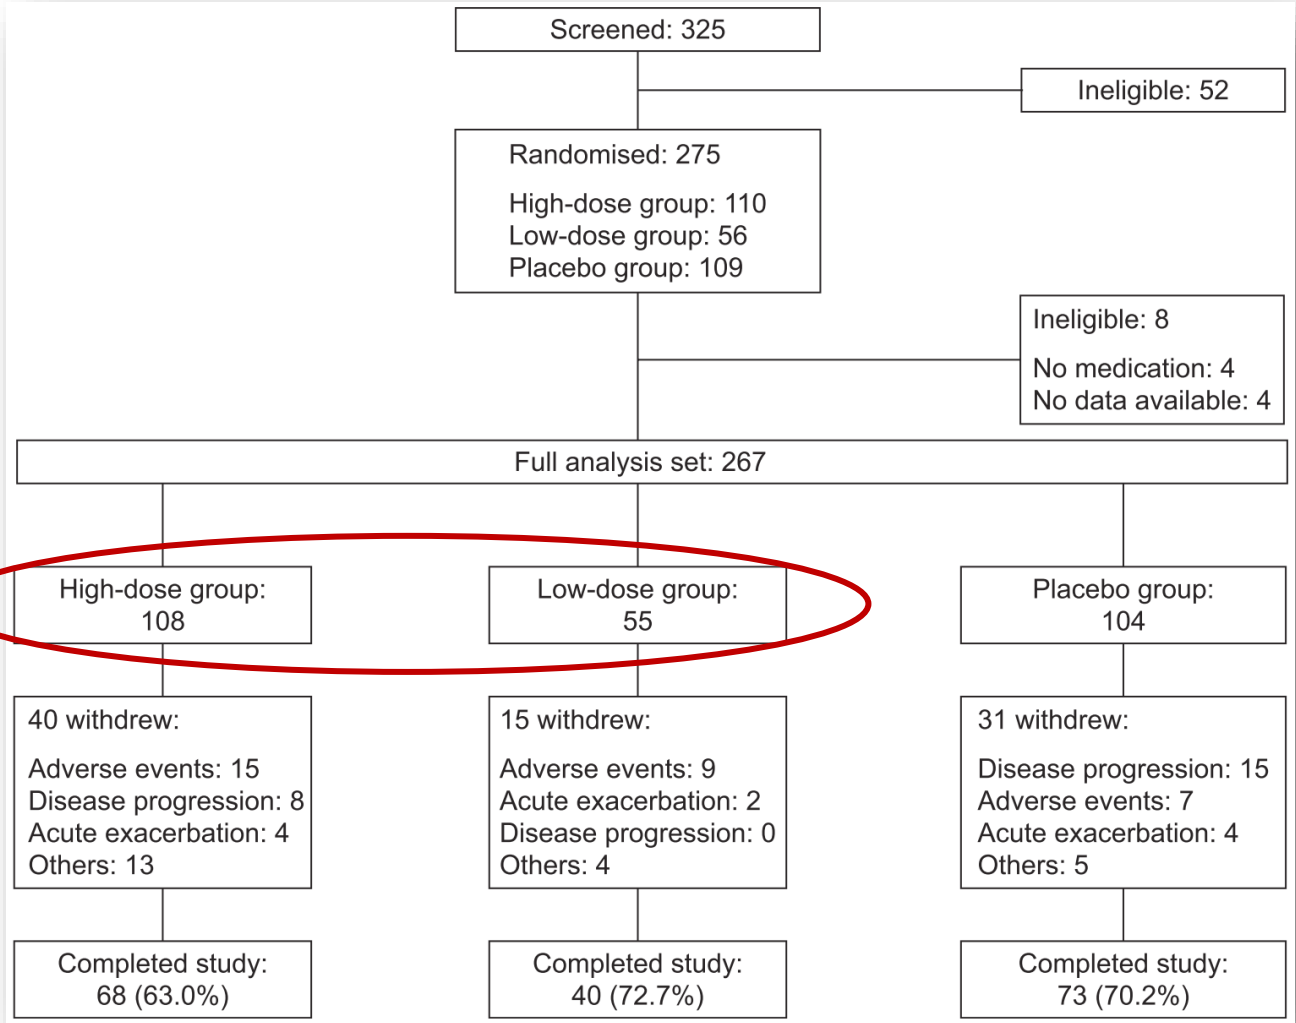 Screened: 325
Ineligible: 52
Randomised: 275
High-dose group: 110
Low-dose group: 56
Placebo group: 109
Ineligible: 8
No medication: 4
No data available: 4
Full analysis set: 267
High-dose group:
108
Low-dose group:
55
Placebo group:
104
40 withdrew:
Adverse events: 15
Disease progression: 8
Acute exacerbation: 4
Others: 13
15 withdrew:
Adverse events: 9
Acute exacerbation: 2
Disease progression: 0
Others: 4
31 withdrew:
Disease progression: 15
Adverse events: 7
Acute exacerbation: 4
Others: 5
Completed study:
68 (63.0%)
Completed study:
40 (72.7%)
Completed study:
73 (70.2%)